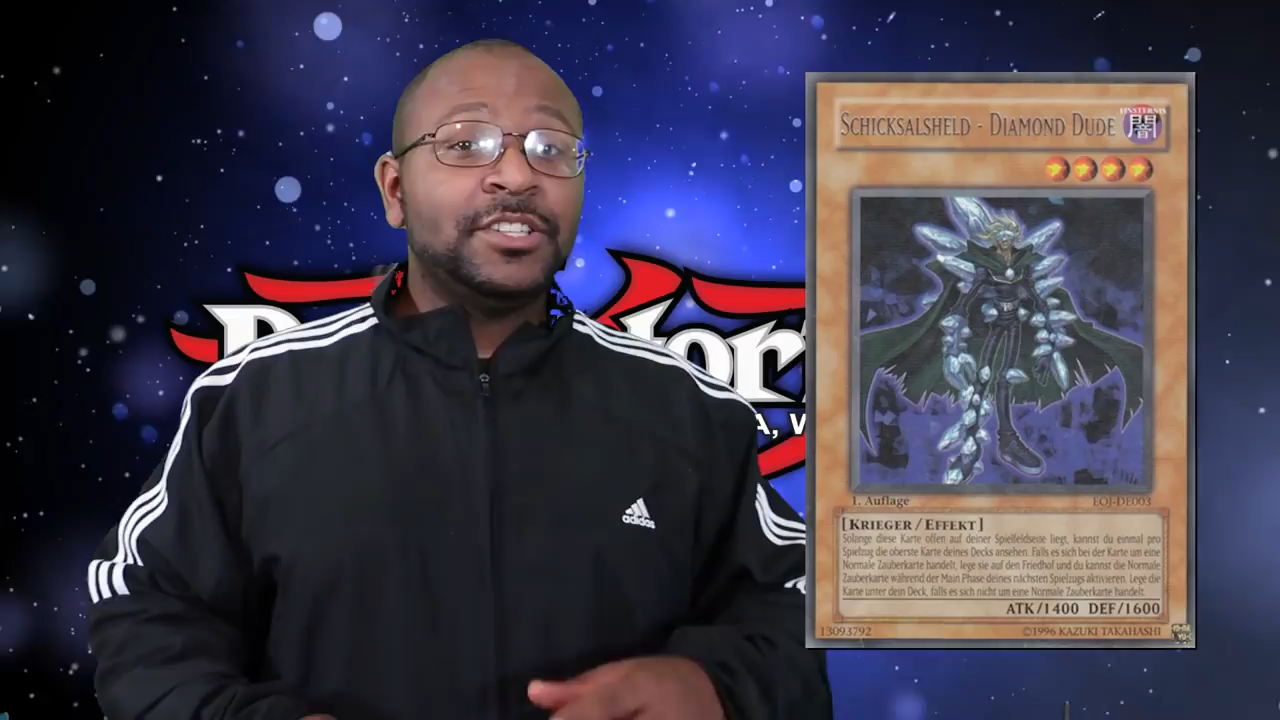 SCHICKSALSHELD - DIAMOND DUDE
FINSTERNIS
闇
1. Auflage
EOJ-DE003
[KRIEGER / EFFEKT]
Solange diese Karte offen auf deiner Spielfeldseite liegt, kannst du einmal pro
Spielzug die oberste Karte deines Decks ansehen. Falls es sich bei der Karte um eine
Normale Zauberkarte handelt, lege sie auf den Friedhof und du kannst die Normale
Zauberkarte während der Main Phase deines nächsten Spielzugs aktivieren. Lege die
Karte unter dein Deck, falls es sich nicht um eine Normale Zauberkarte handelt.
ATK/1400 DEF/1600
13093792
©1996 KAZUKI TAKAHASHI
adidas